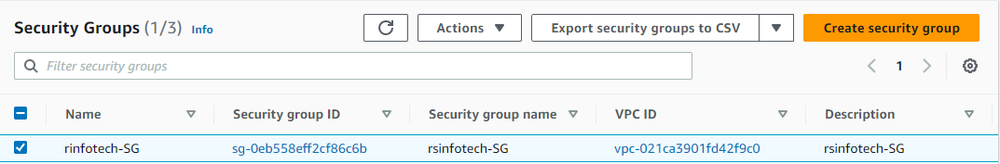 Security Groups (1/3) Info Actions Export security groups to CSV Create security group
Filter security groups 1
Name Security group ID Security group name VPC ID Description
rinfotech-SG sg-0eb558eff2cf86c6b rsinfotech-SG vpc-021ca3901fd42f9c0 rsinfotech-SG